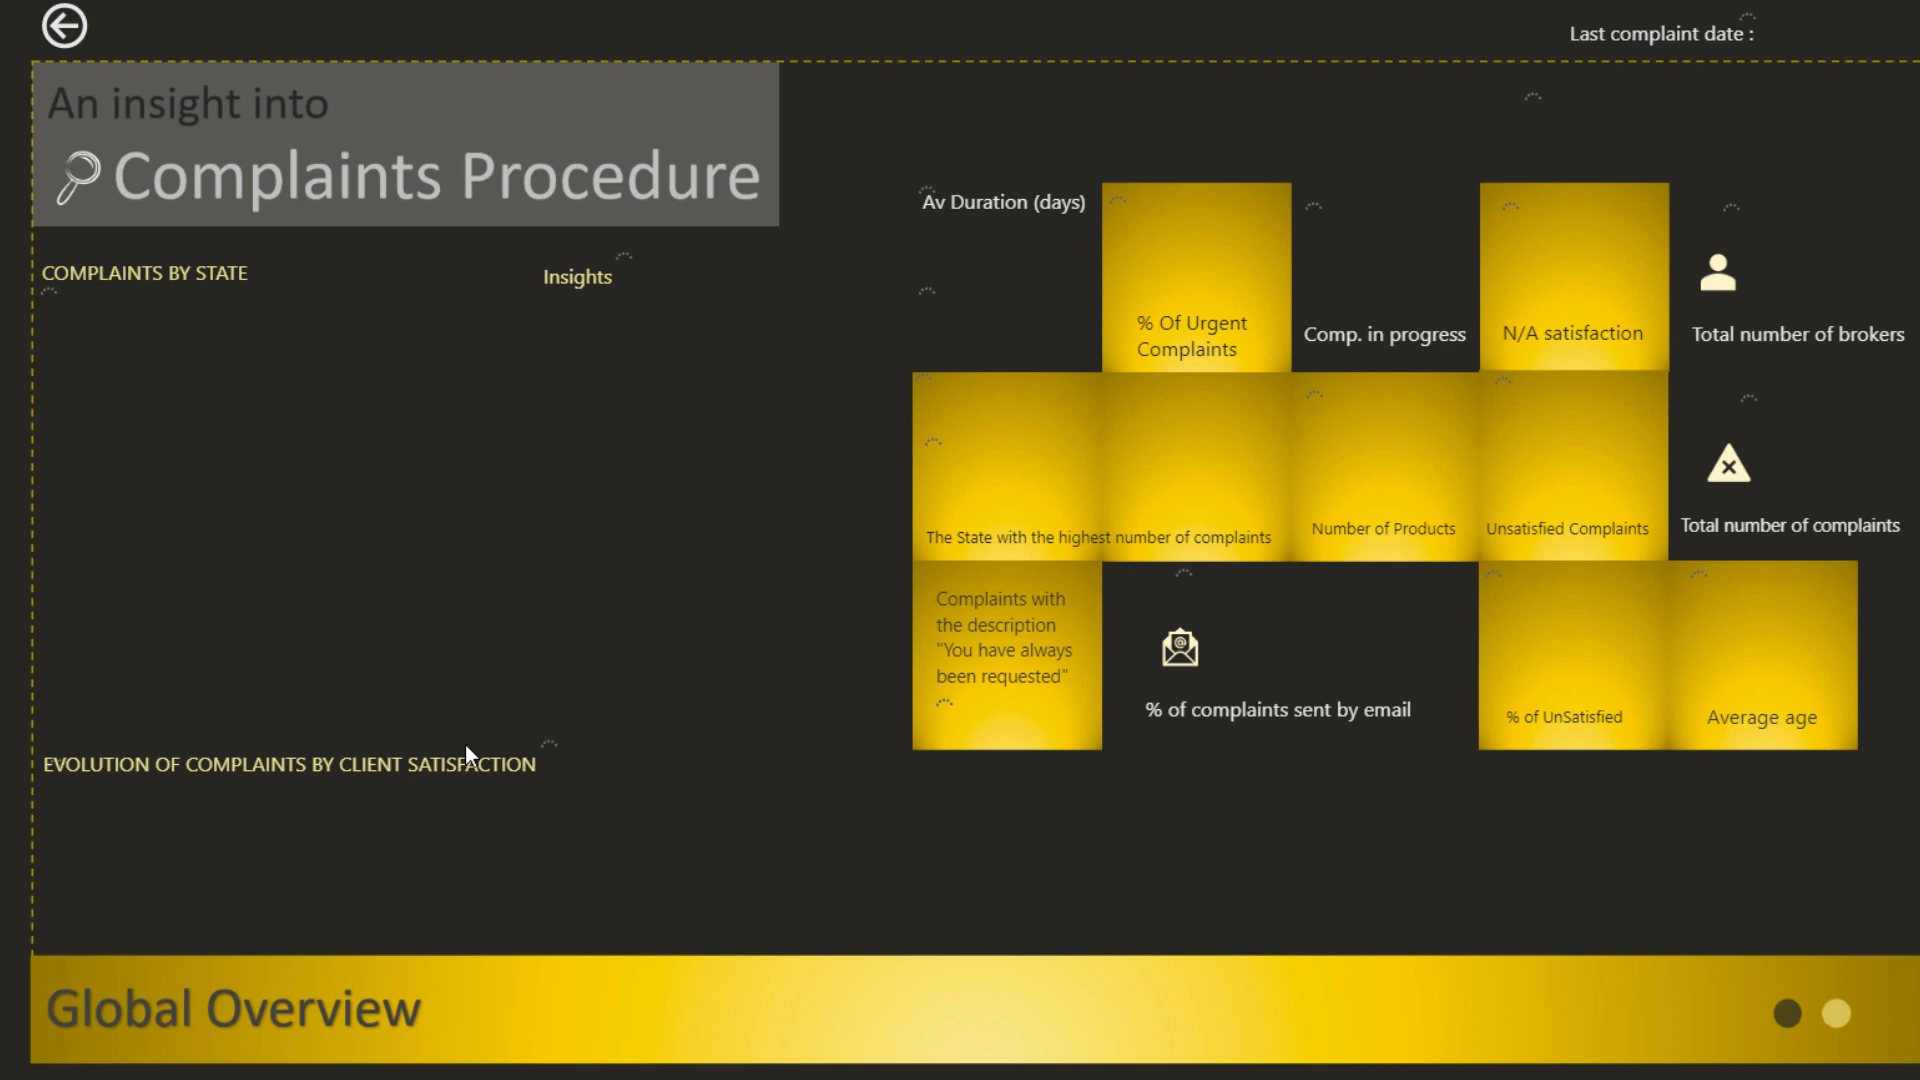 Last complaint date :
An insight into
Complaints Procedure
Av Duration (days)
COMPLAINTS BY STATE
Insights
% Of Urgent
Complaints
Comp. in progress
N/A satisfaction
Total number of brokers
The State with the highest number of complaints
Number of Products
Unsatisfied Complaints
Total number of complaints
Complaints with
the description
"You have always
been requested"
% of complaints sent by email
% of UnSatisfied
Average age
EVOLUTION OF COMPLAINTS BY CLIENT SATISFACTION
Global Overview